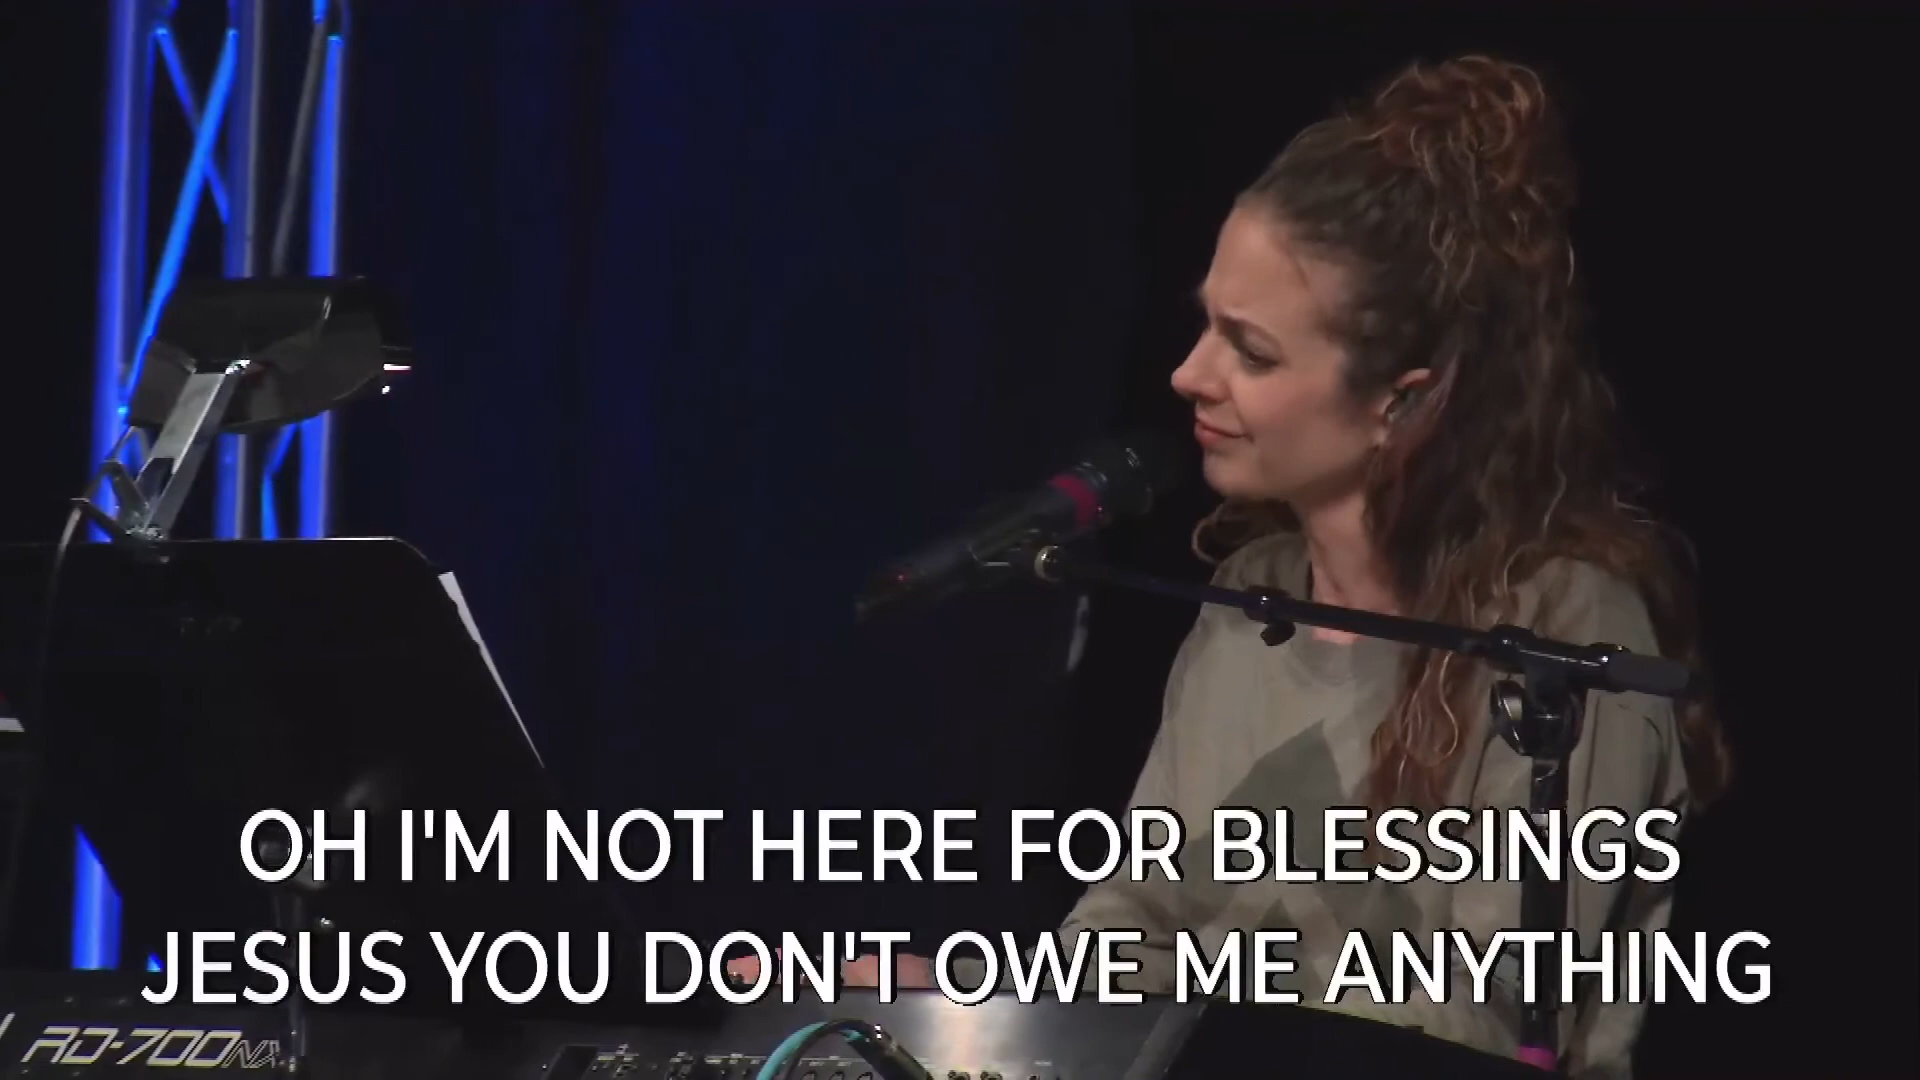 OH I'M NOT HERE FOR BLESSINGS
JESUS YOU DON'T OWE ME ANYTHING
RD-700NX